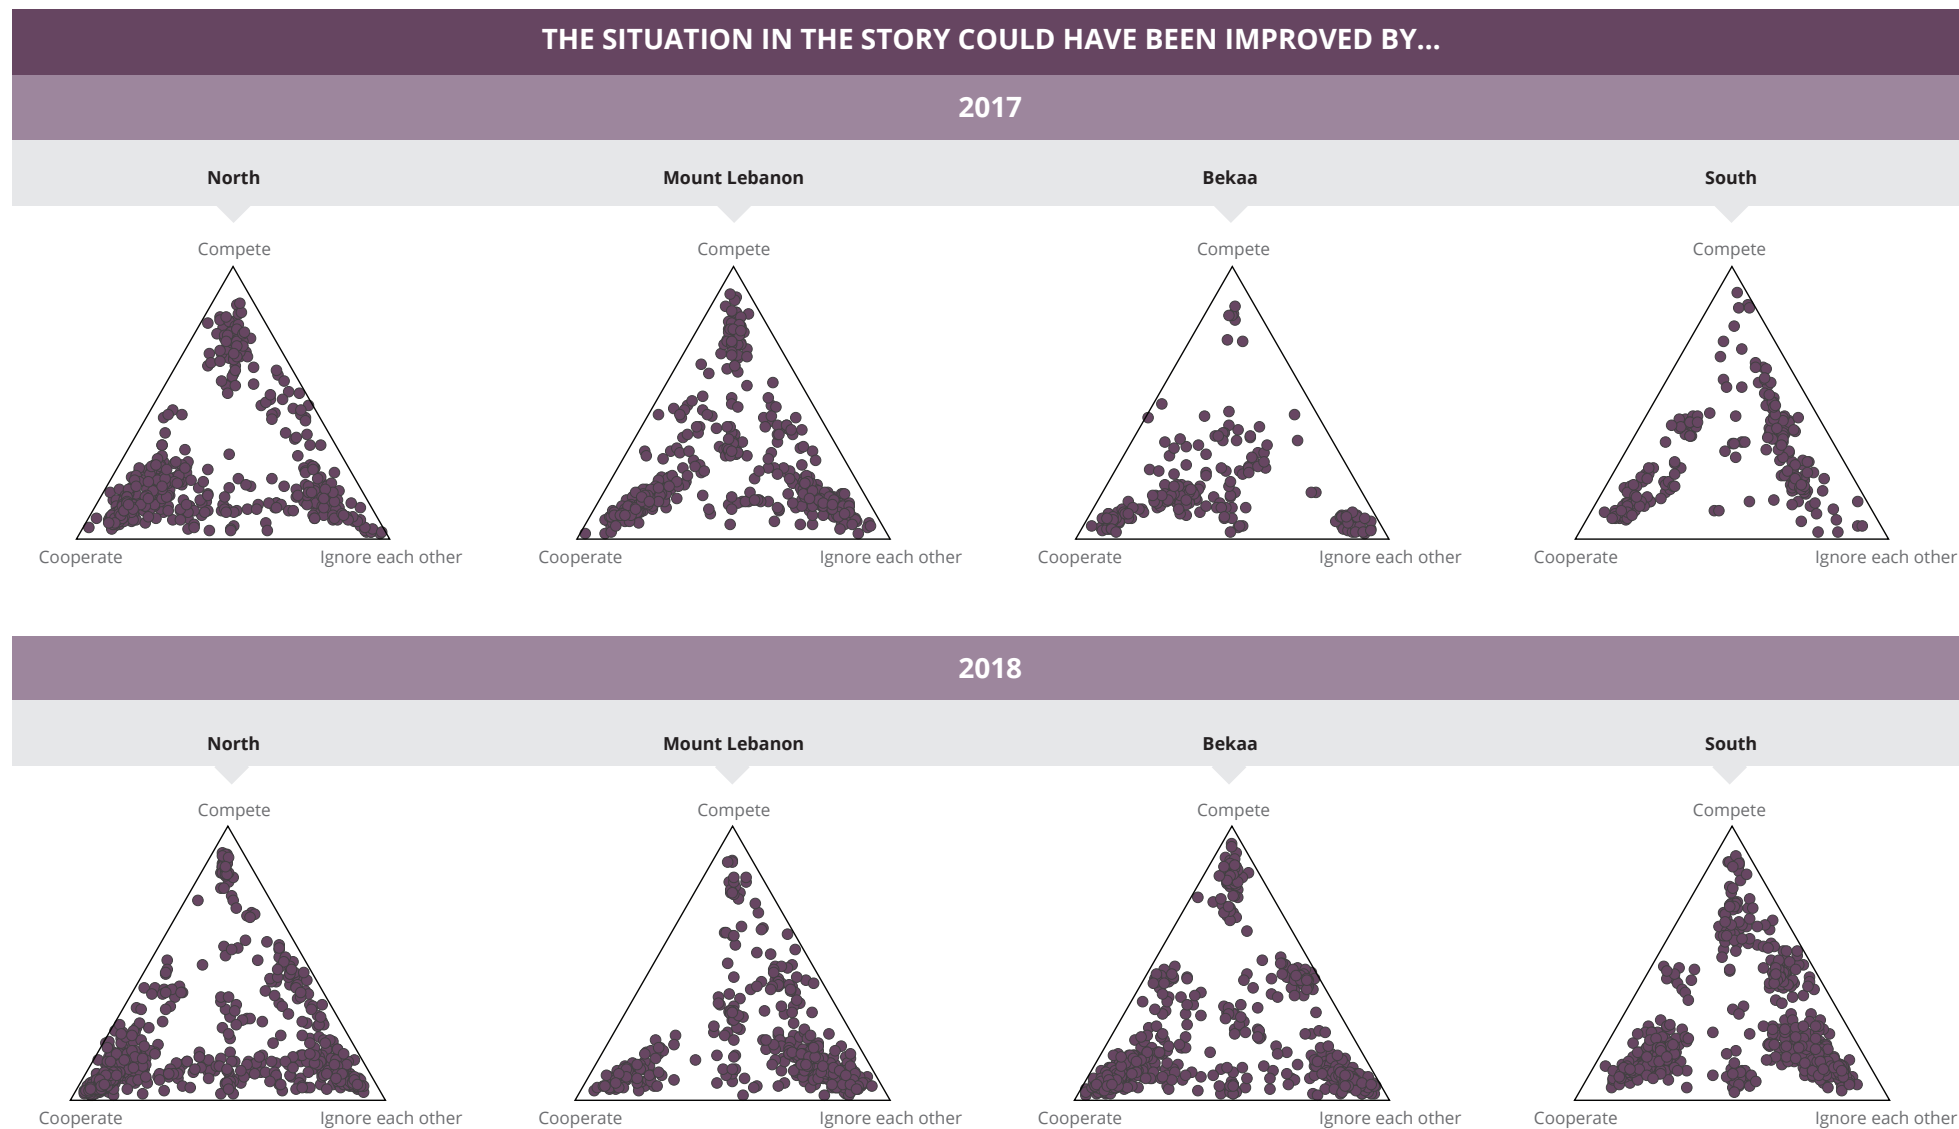 THE SITUATION IN THE STORY COULD HAVE BEEN IMPROVED BY...
2017
North Mount Lebanon Bekaa South
Compete Compete Compete Compete
Cooperate Ignore each other Cooperate Ignore each other Cooperate Ignore each other Cooperate Ignore each other
2018
North Mount Lebanon Bekaa South
Compete Compete Compete Compete
Cooperate Ignore each other Cooperate Ignore each other Cooperate Ignore each other Cooperate Ignore each other